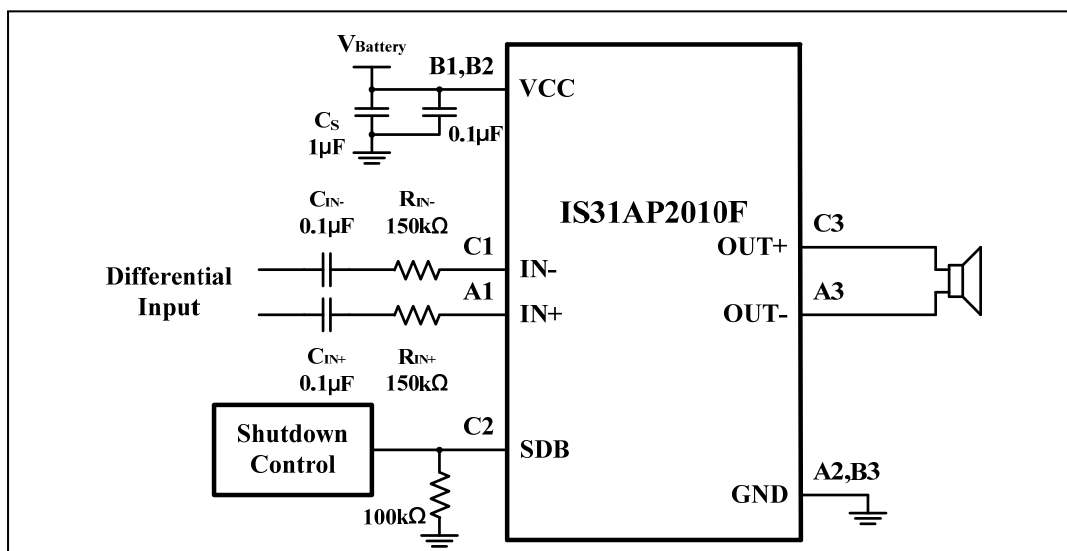 VBattery
B1,B2
VCC
CS
1μF
0.1μF
IS31AP2010F
CIN-
0.1μF
RIN-
150kΩ
C1
IN-
Differential
Input
A1
IN+
CIN+
0.1μF
RIN+
150kΩ
C3
OUT+
A3
OUT-
Shutdown
Control
C2
SDB
100kΩ
A2,B3
GND